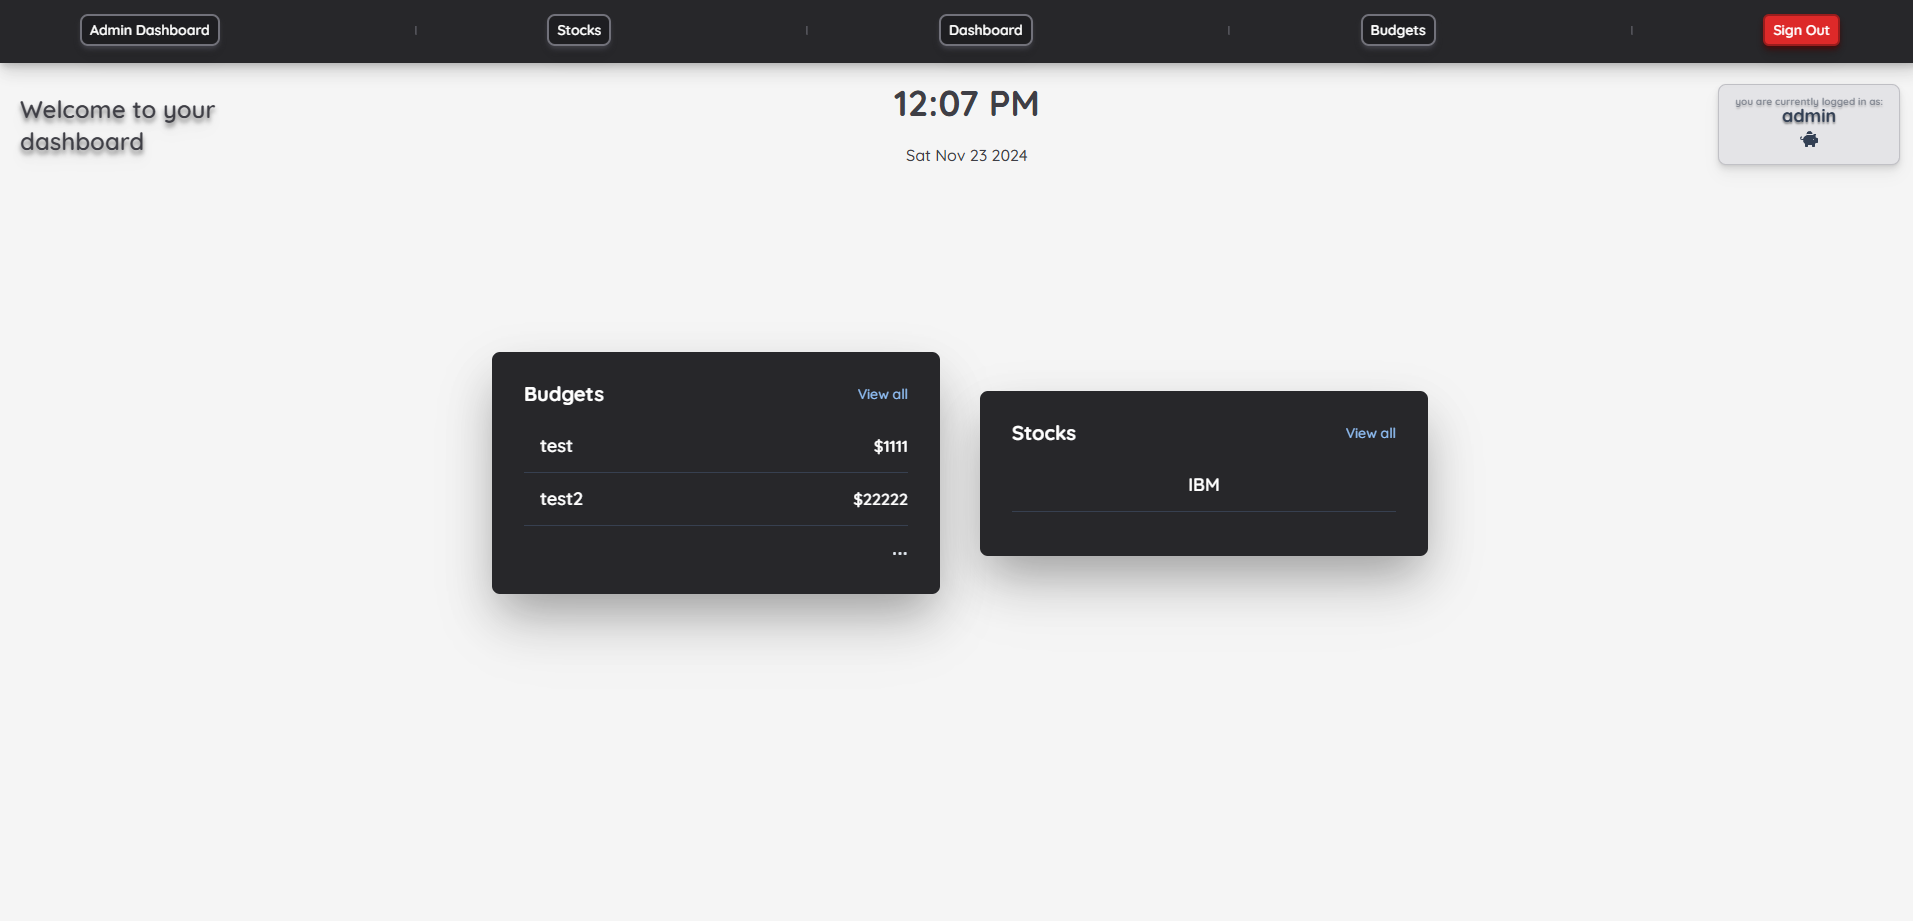 Admin Dashboard | Stocks | Dashboard | Budgets | Sign Out
Welcome to your
dashboard
12:07 PM
Sat Nov 23 2024
you are currently logged in as:
admin
Budgets View all
test $1111
test2 $22222
...
Stocks View all
IBM